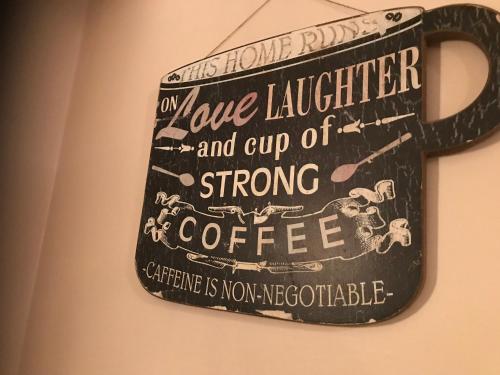 THIS HOME RUNS
ON Love LAUGHTER
and cup of
STRONG
COFFEE
-CAFFEINE IS NON-NEGOTIABLE-